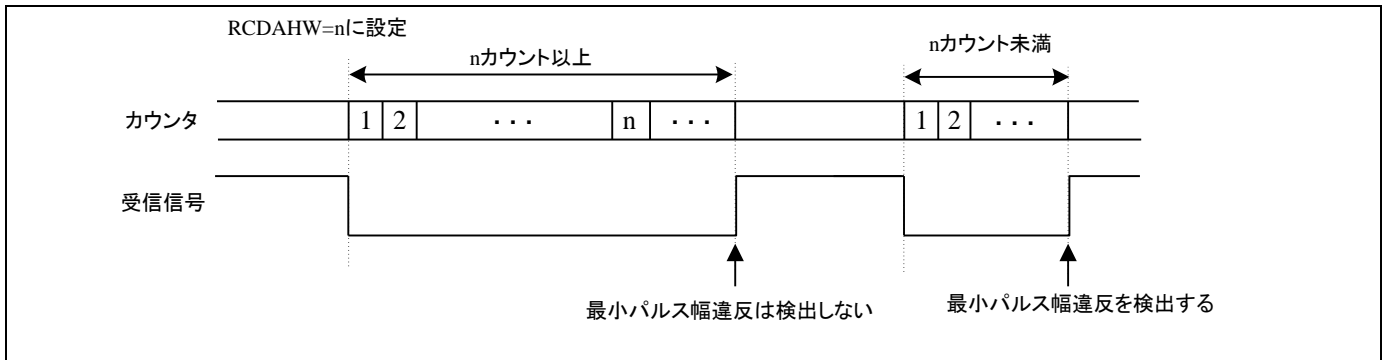 RCDAHW=nに設定
nカウント以上
nカウント未満
カウンタ
1 2 ・・・ n ・・・
1 2 ・・・
受信信号
最小パルス幅違反は検出しない
最小パルス幅違反を検出する